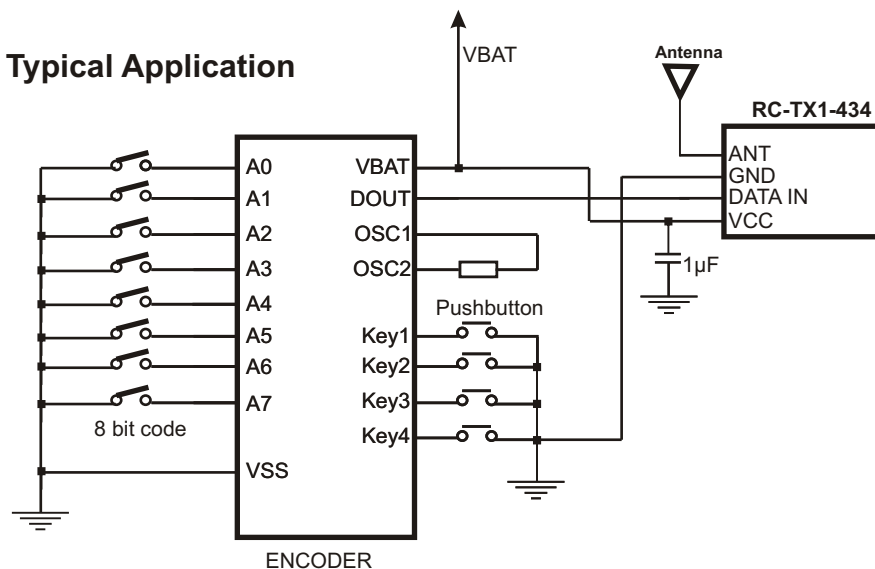 Typical Application
VBAT
Antenna
RC-TX1-434
ANT
GND
DATA IN
VCC
1µF
A0
A1
A2
A3
A4
A5
A6
A7
VSS
8 bit code
VBAT
DOUT
OSC1
OSC2
Pushbutton
Key1
Key2
Key3
Key4
ENCODER